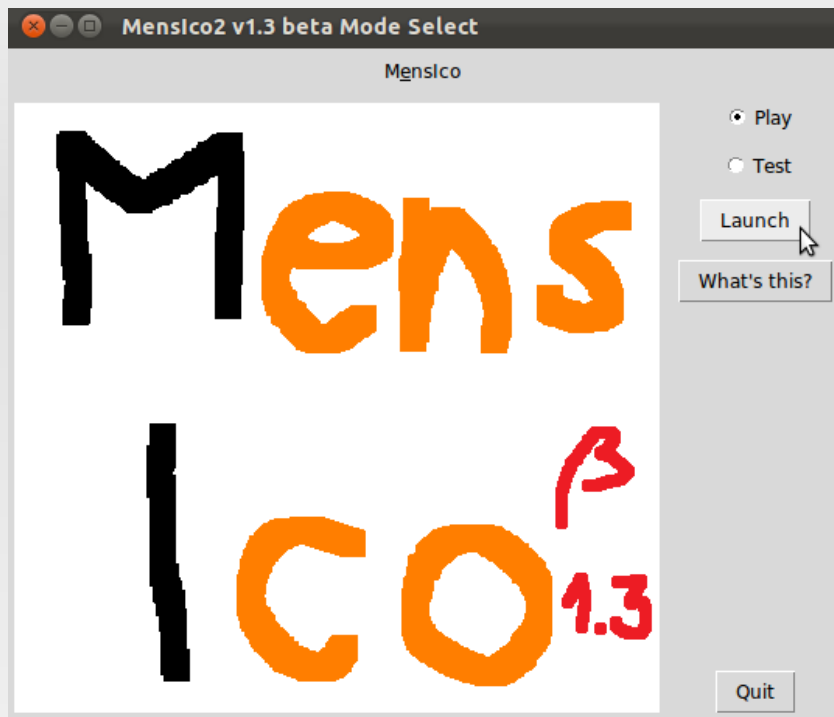 MensIco2 v1.3 beta Mode Select
MensIco
Mens
Ico
β
1.3
Play
Test
Launch
What's this?
Quit